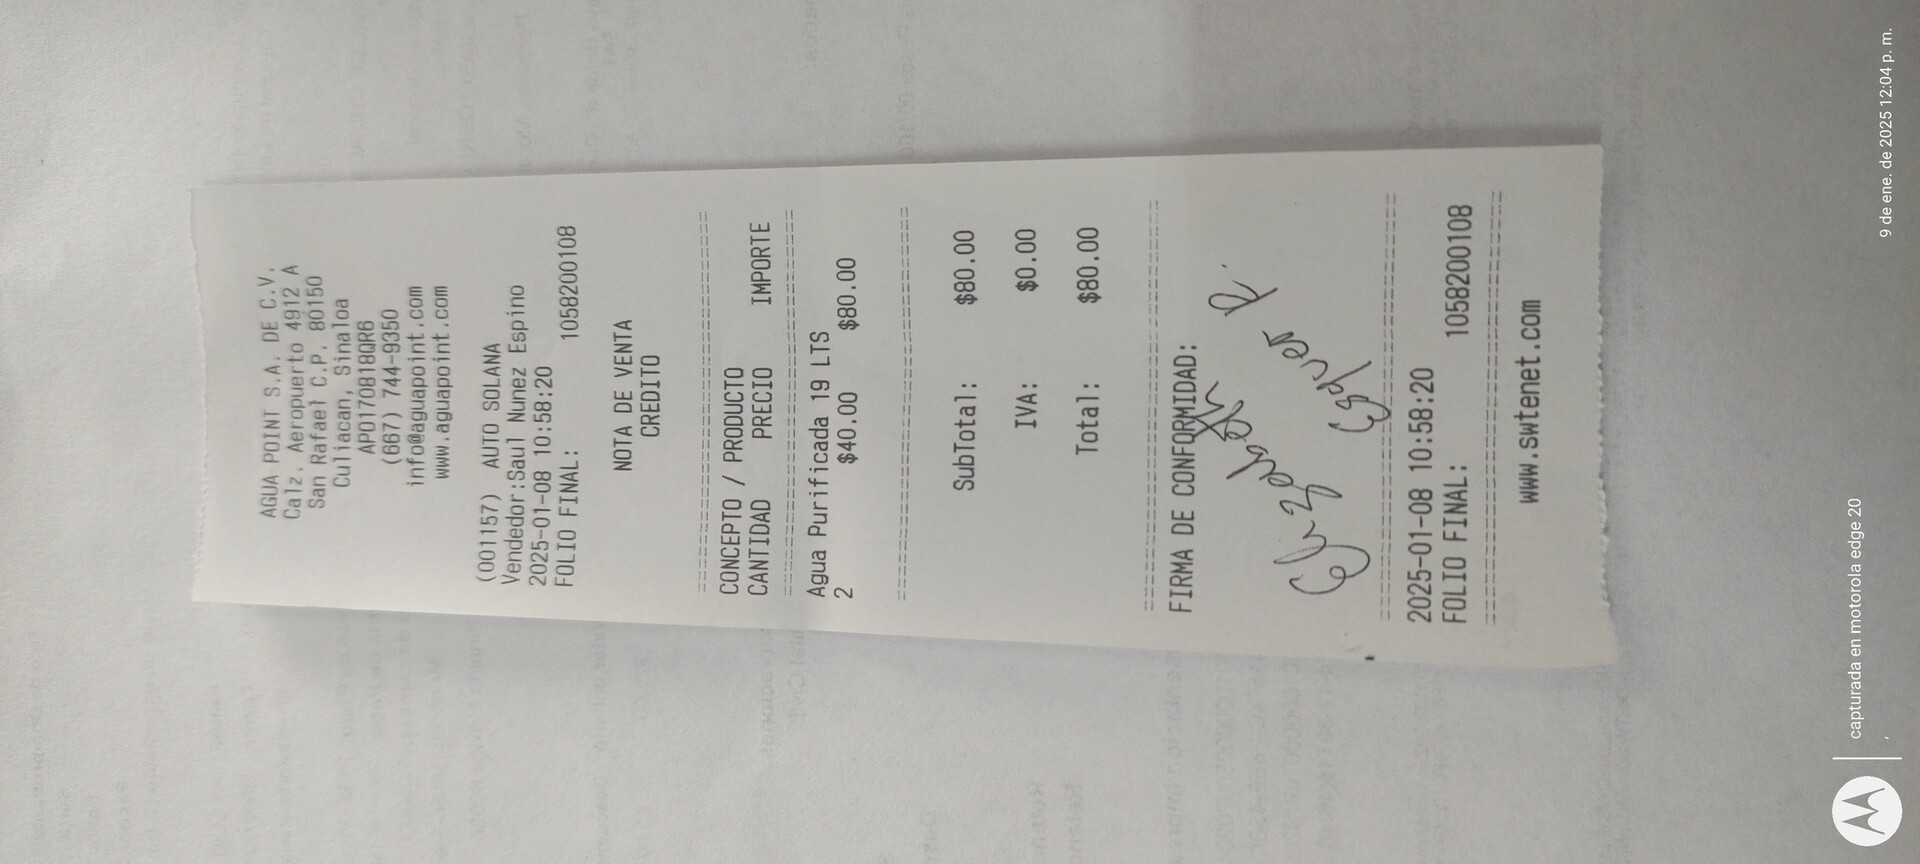 AGUA POINT S.A. DE C.V.
Calz. Aeropuerto 4912 A
San Rafael C.P. 80150
Culiacan, Sinaloa
APO170818QR6
(667) 744-9350
info@aguapoint.com
www.aguapoint.com
(001157) AUTO SOLANA
Vendedor:Saul Nunez Espino
2025-01-08 10:58:20
FOLIO FINAL: 1058200108
NOTA DE VENTA
CREDITO
CONCEPTO / PRODUCTO
CANTIDAD PRECIO IMPORTE
Agua Purificada 19 LTS
2 $40.00 $80.00
SubTotal: $80.00
IVA: $0.00
Total: $80.00
FIRMA DE CONFORMIDAD:
Elizabeth
R.
2025-01-08 10:58:20
FOLIO FINAL: 1058200108
www.swtenet.com
capturada en motorola edge 20
9 de ene. de 2025 12:04 p. m.